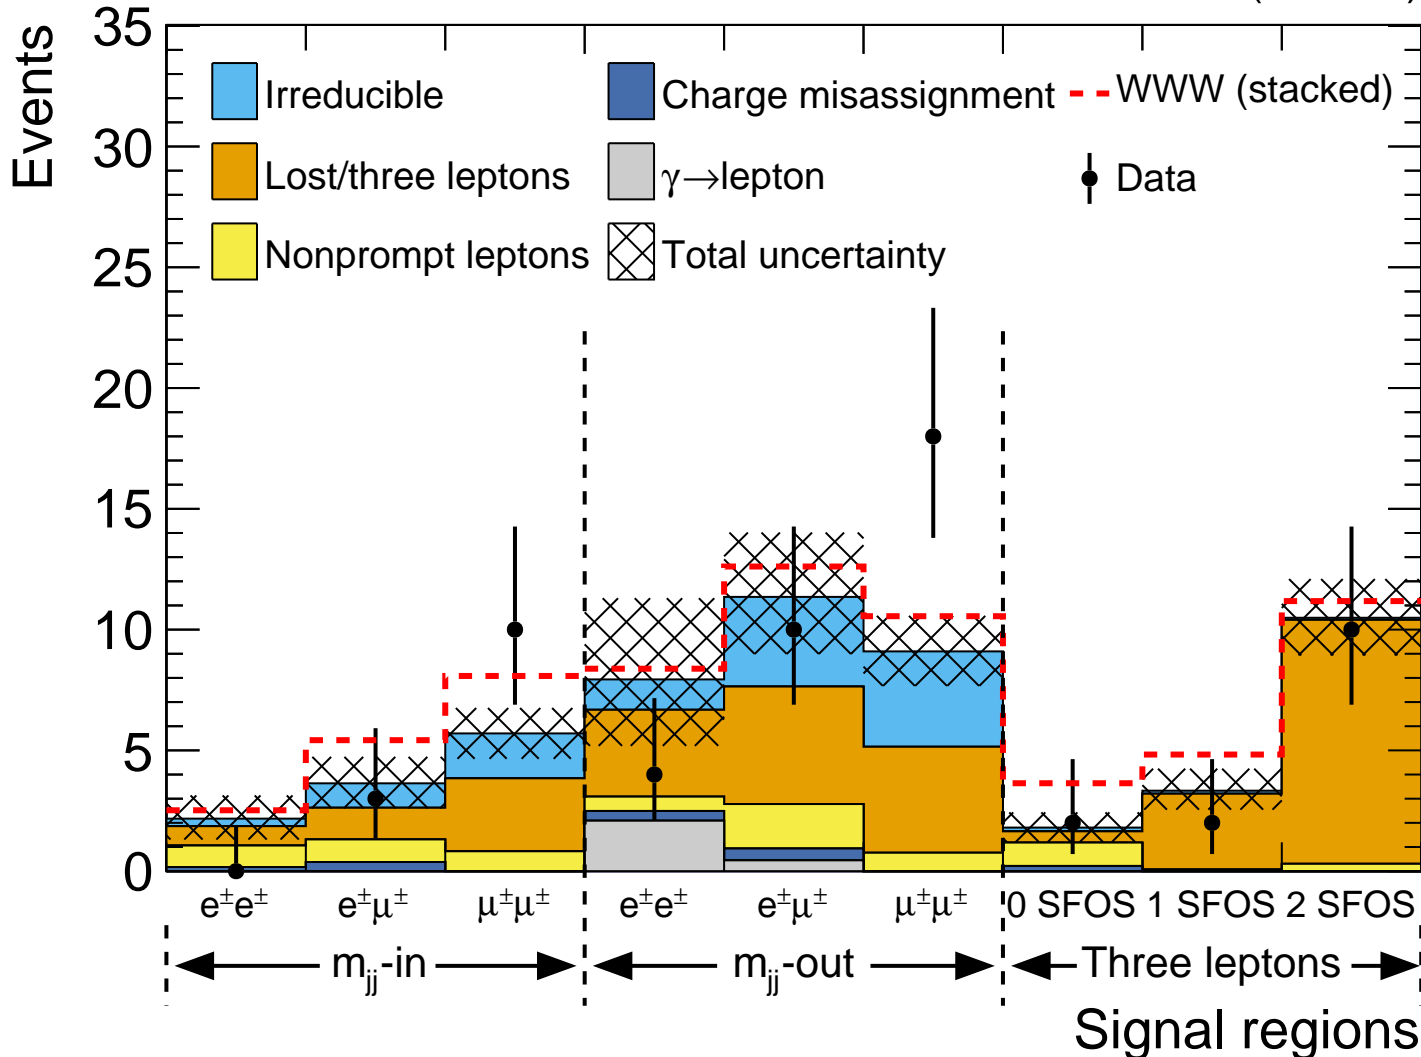 Events
35
30
25
20
15
10
5
0
Irreducible
Charge misassignment
WWW (stacked)
Lost/three leptons
γ→lepton
Data
Nonprompt leptons
Total uncertainty
e±e± e±μ± μ±μ± e±e± e±μ± μ±μ± 0 SFOS 1 SFOS 2 SFOS
mjj-in mjj-out Three leptons
Signal regions